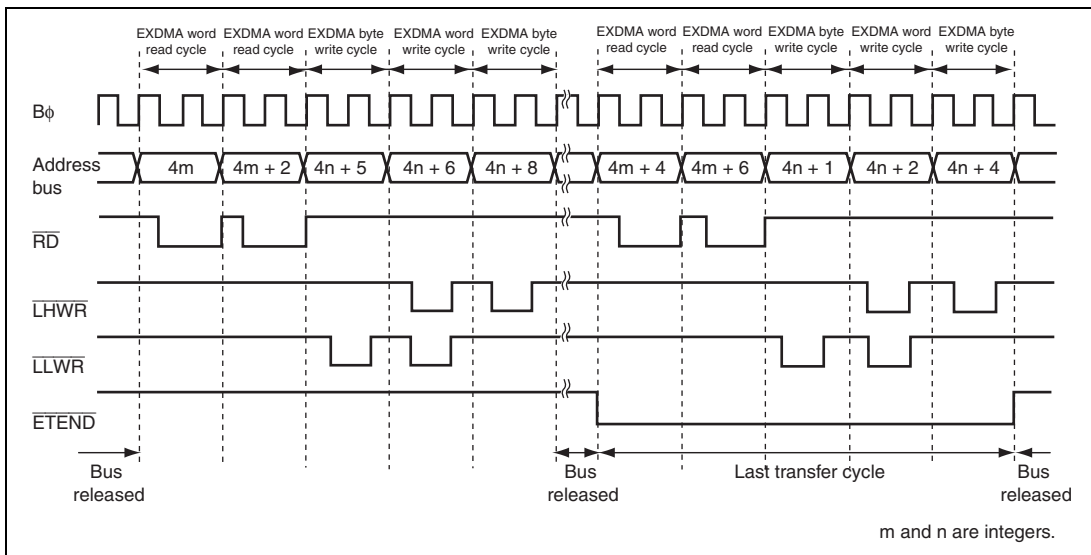 EXDMA word read cycle
EXDMA word read cycle
EXDMA byte write cycle
EXDMA word write cycle
EXDMA byte write cycle
EXDMA word read cycle
EXDMA word read cycle
EXDMA byte write cycle
EXDMA word write cycle
EXDMA byte write cycle
Bϕ
Address bus
4m
4m + 2
4n + 5
4n + 6
4n + 8
4m + 4
4m + 6
4n + 1
4n + 2
4n + 4
RD
LHWR
LLWR
ETEND
Bus released
Bus released
Last transfer cycle
Bus released
m and n are integers.